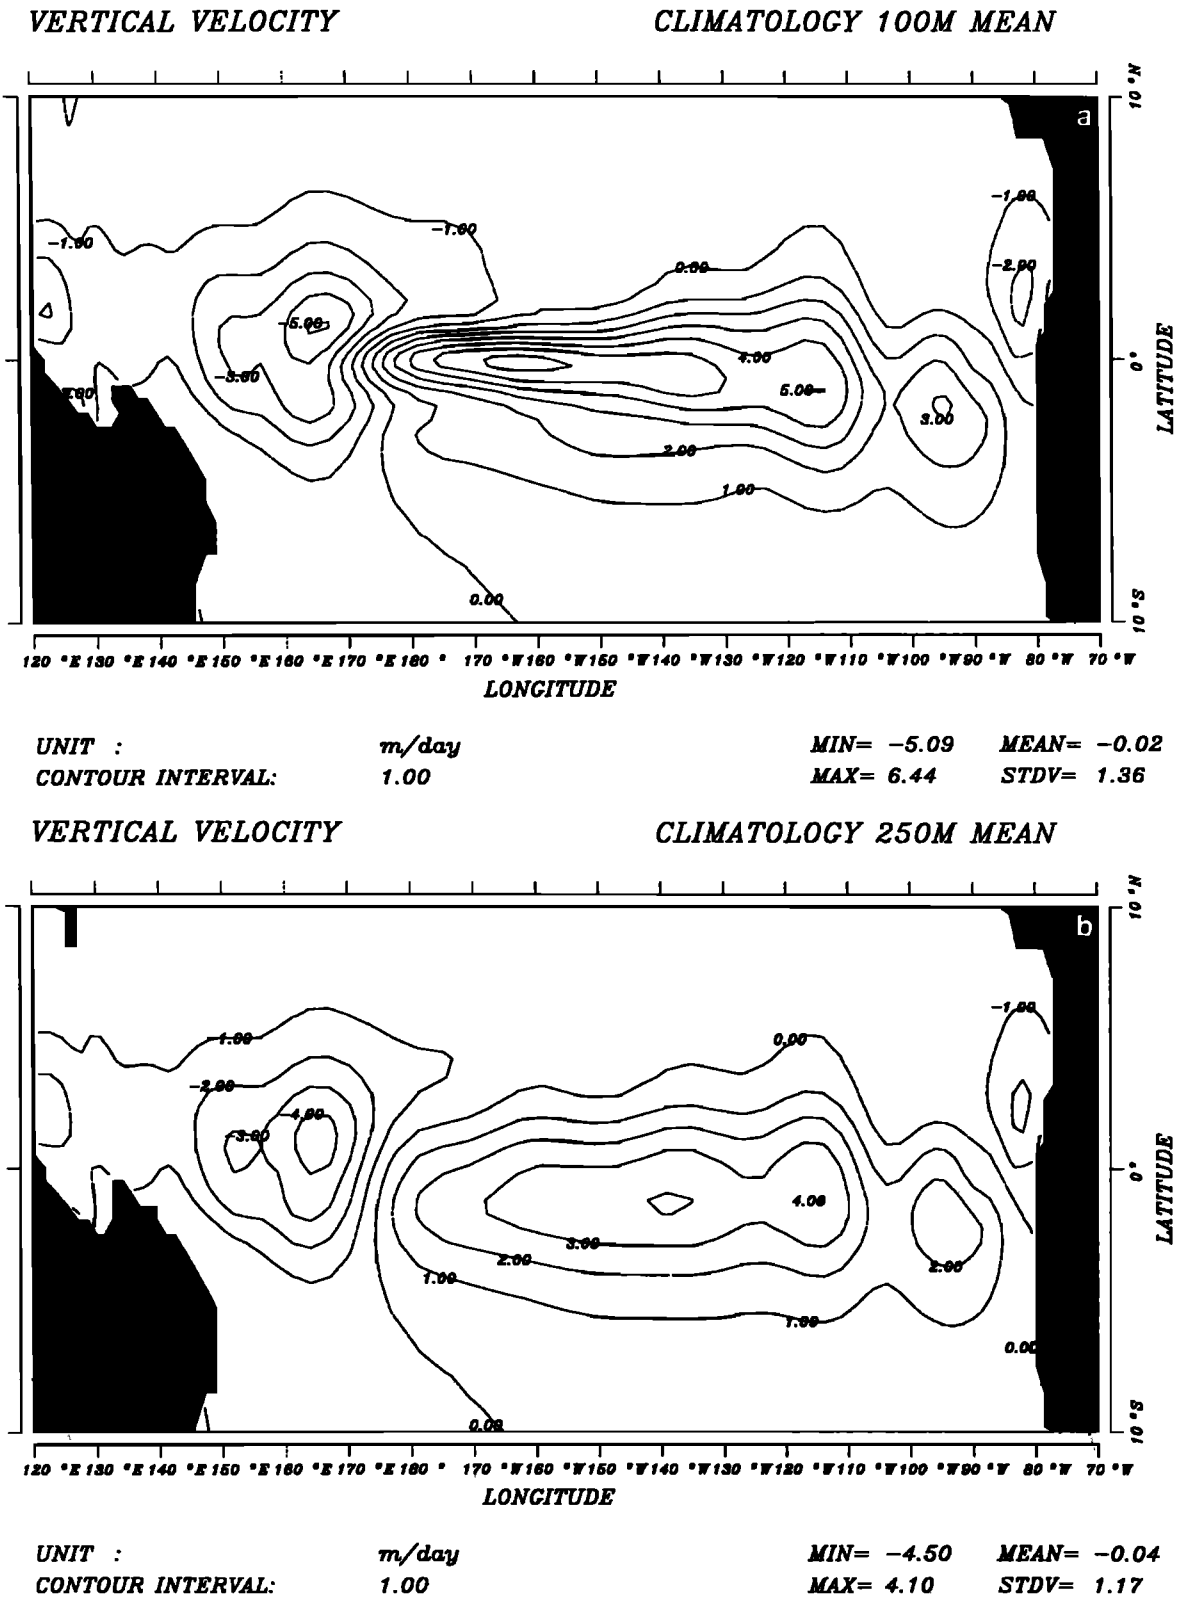 VERTICAL VELOCITY CLIMATOLOGY 100M MEAN
10 °N
a
-1.00
-1.00
-1.00
-2.00
0.00
-5.00
4.00
0°
-3.00
5.00
3.00
2.00
1.00
LATITUDE
0.00
10 °S
120 °E 130 °E 140 °E 150 °E 160 °E 170 °E 180 ° 170 °W 160 °W 150 °W 140 °W 120 °W 110 °W 100 °W 90 °W 80 °W 70 °W
LONGITUDE
UNIT : m/day MIN= -5.09 MEAN= -0.02
CONTOUR INTERVAL: 1.00 MAX= 6.44 STDV= 1.36
VERTICAL VELOCITY CLIMATOLOGY 250M MEAN
10 °N
b
-1.00
-1.00
0.00
-2.00
-4.00
-3.00
0°
4.00
3.00
2.00
2.00
1.00
1.00
LATITUDE
0.00
0.00
10 °S
120 °E 130 °E 140 °E 150 °E 160 °E 170 °E 180 ° 170 °W 160 °W 150 °W 140 °W 120 °W 110 °W 100 °W 90 °W 80 °W 70 °W
LONGITUDE
UNIT : m/day MIN= -4.50 MEAN= -0.04
CONTOUR INTERVAL: 1.00 MAX= 4.10 STDV= 1.17